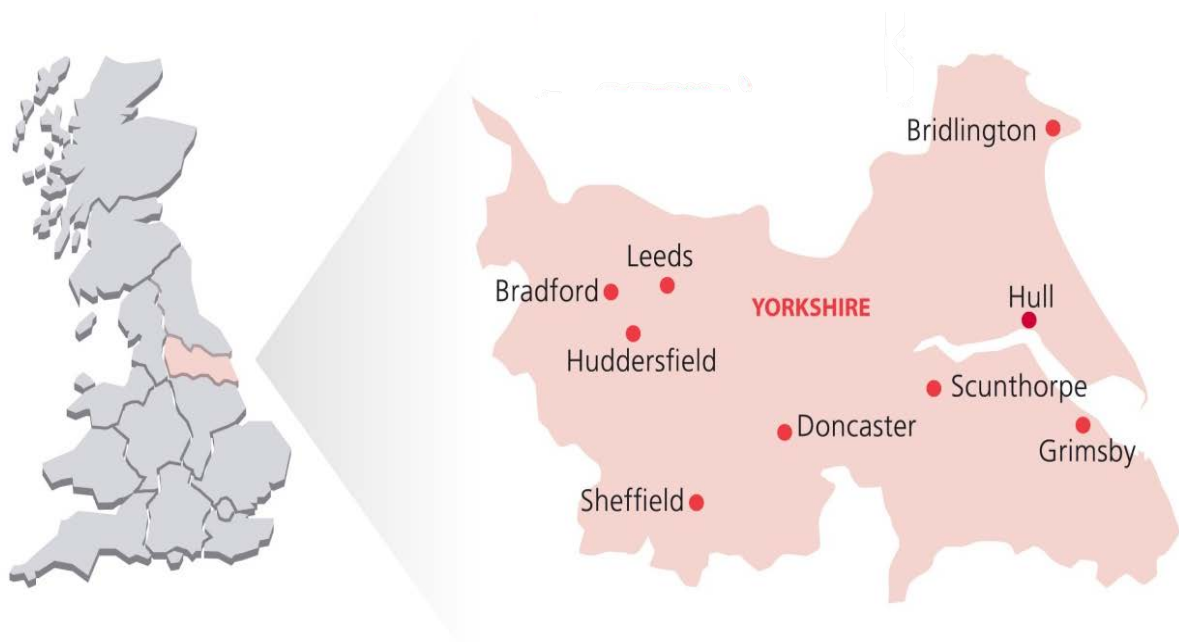 Bridlington
Leeds
Bradford
YORKSHIRE
Hull
Huddersfield
Scunthorpe
Doncaster
Grimsby
Sheffield